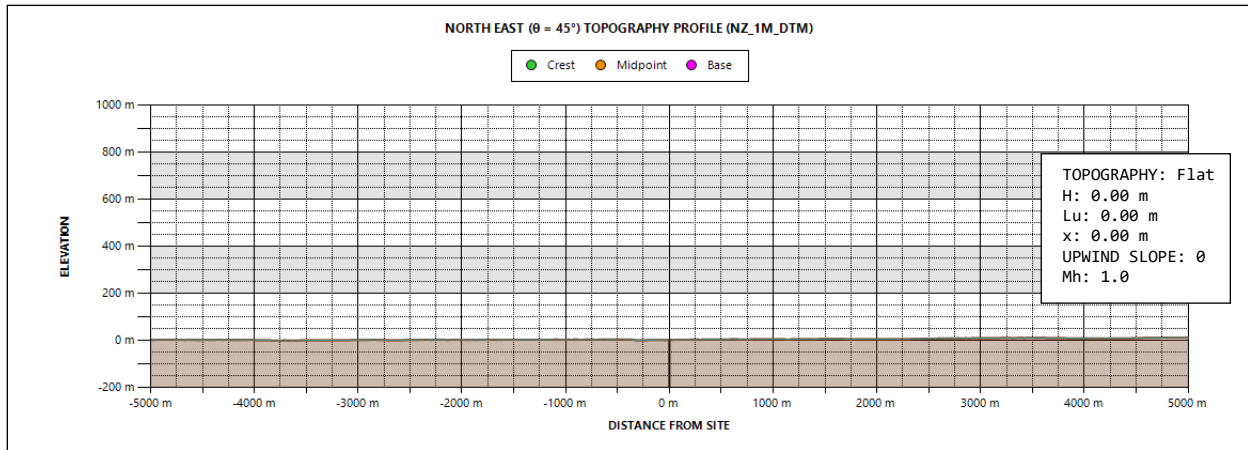 NORTH EAST (θ = 45°) TOPOGRAPHY PROFILE (NZ_1M_DTM)
Crest Midpoint Base
1000 m
800 m
600 m
400 m
200 m
0 m
-200 m
ELEVATION
TOPOGRAPHY: Flat
H: 0.00 m
Lu: 0.00 m
x: 0.00 m
UPWIND SLOPE: 0
Mh: 1.0
-5000 m -4000 m -3000 m -2000 m -1000 m 0 m 1000 m 2000 m 3000 m 4000 m 5000 m
DISTANCE FROM SITE